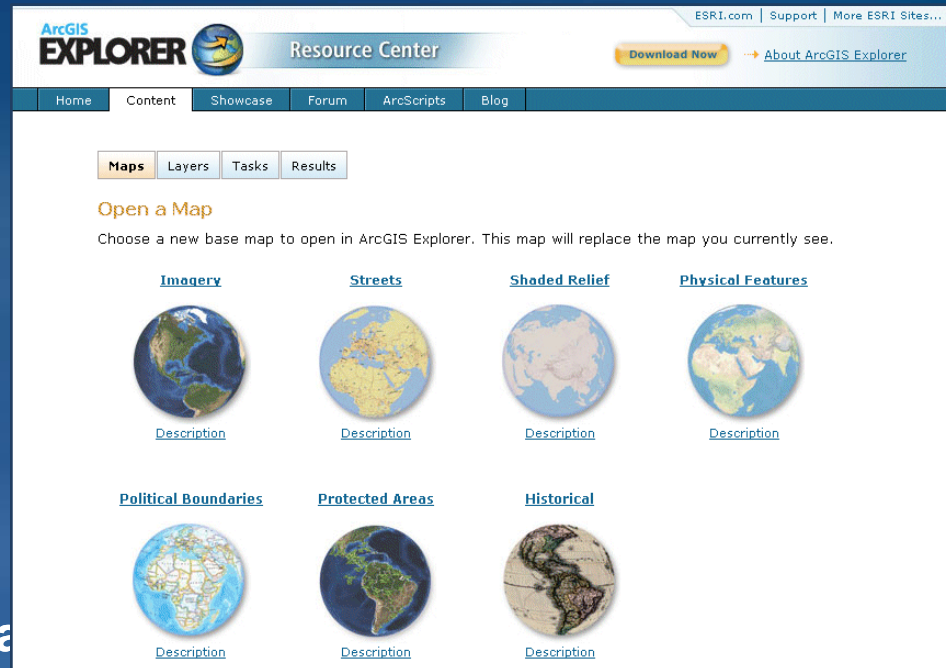 ESRI.com | Support | More ESRI Sites...
ArcGIS
EXPLORER
Resource Center
Download Now
About ArcGIS Explorer
Home Content Showcase Forum ArcScripts Blog
Maps Layers Tasks Results
Open a Map
Choose a new base map to open in ArcGIS Explorer. This map will replace the map you currently see.
Imagery Streets Shaded Relief Physical Features
Description Description Description Description
Political Boundaries Protected Areas Historical
Description Description Description